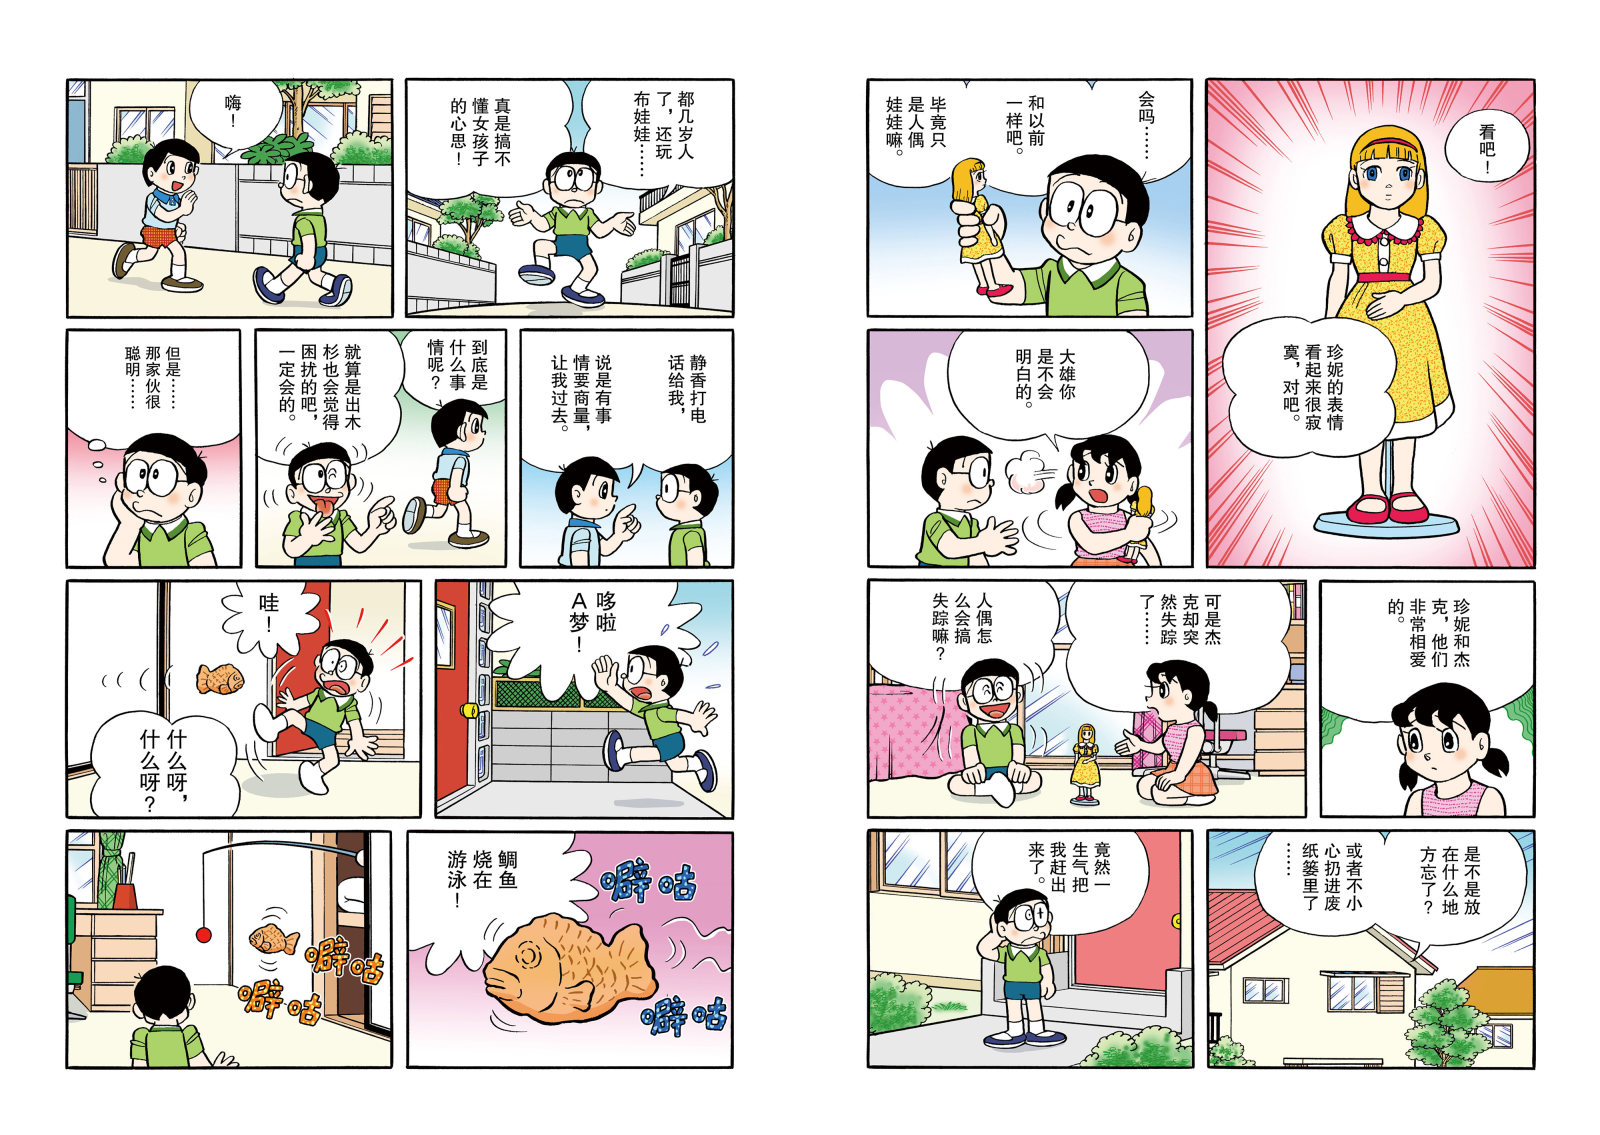 看吧！
珍妮的表情
看起来很寂
寞，对吧。
会吗……
和以前
一样吧。
毕竟只
是人偶
娃娃嘛。
大雄你
是不会
明白的。
珍妮和杰
克，他们
非常相爱
的。
可是杰
克却突
然失踪
了……
人偶怎
么会搞
失踪嘛？
是不是放
在什么地
方忘了？
或者不小
心扔进废
纸篓里了
……
竟然一
生气把
我赶出
来了。
都几岁人
了，还玩
布娃娃……
真是搞不
懂女孩子
的心思！
嗨！
静香打电
话给我，
说是有事
情要商量，
让我过去。
到底是
什么事
情呢？
就算是出木
杉也会觉得
困扰的吧，
一定会的。
但是……
那家伙很
聪明……
哆啦
A梦！
哇！
什么呀，
什么呀？
鲷鱼
烧在
游泳！
噼咕
噼咕
噼咕
噼咕